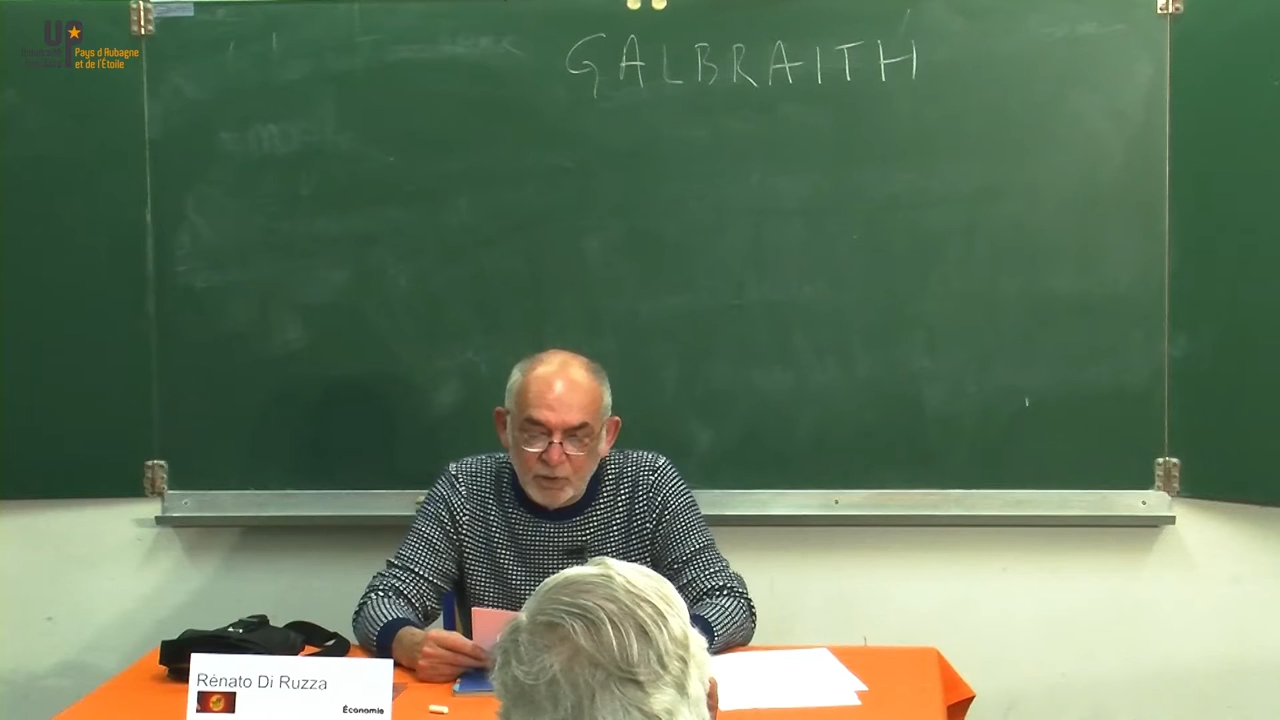 UP
Pays d'Aubagne
et de l'Étoile
GALBRAITH
Rènato Di Ruzza
Économie